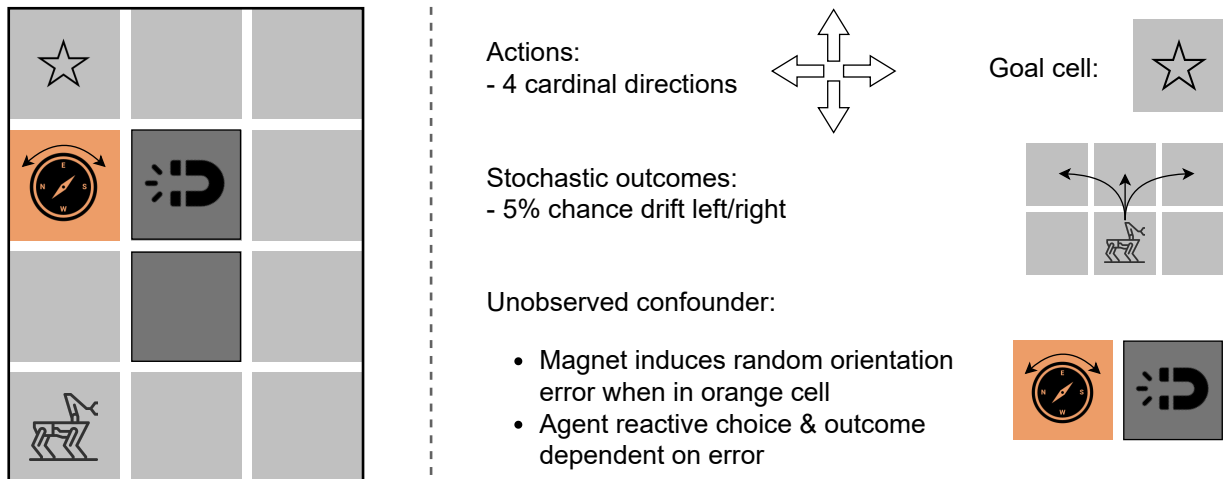 Actions:
- 4 cardinal directions
Goal cell:
E
N
S
W
Stochastic outcomes:
- 5% chance drift left/right
Unobserved confounder:
• Magnet induces random orientation
error when in orange cell
• Agent reactive choice & outcome
dependent on error
E
N
S
W